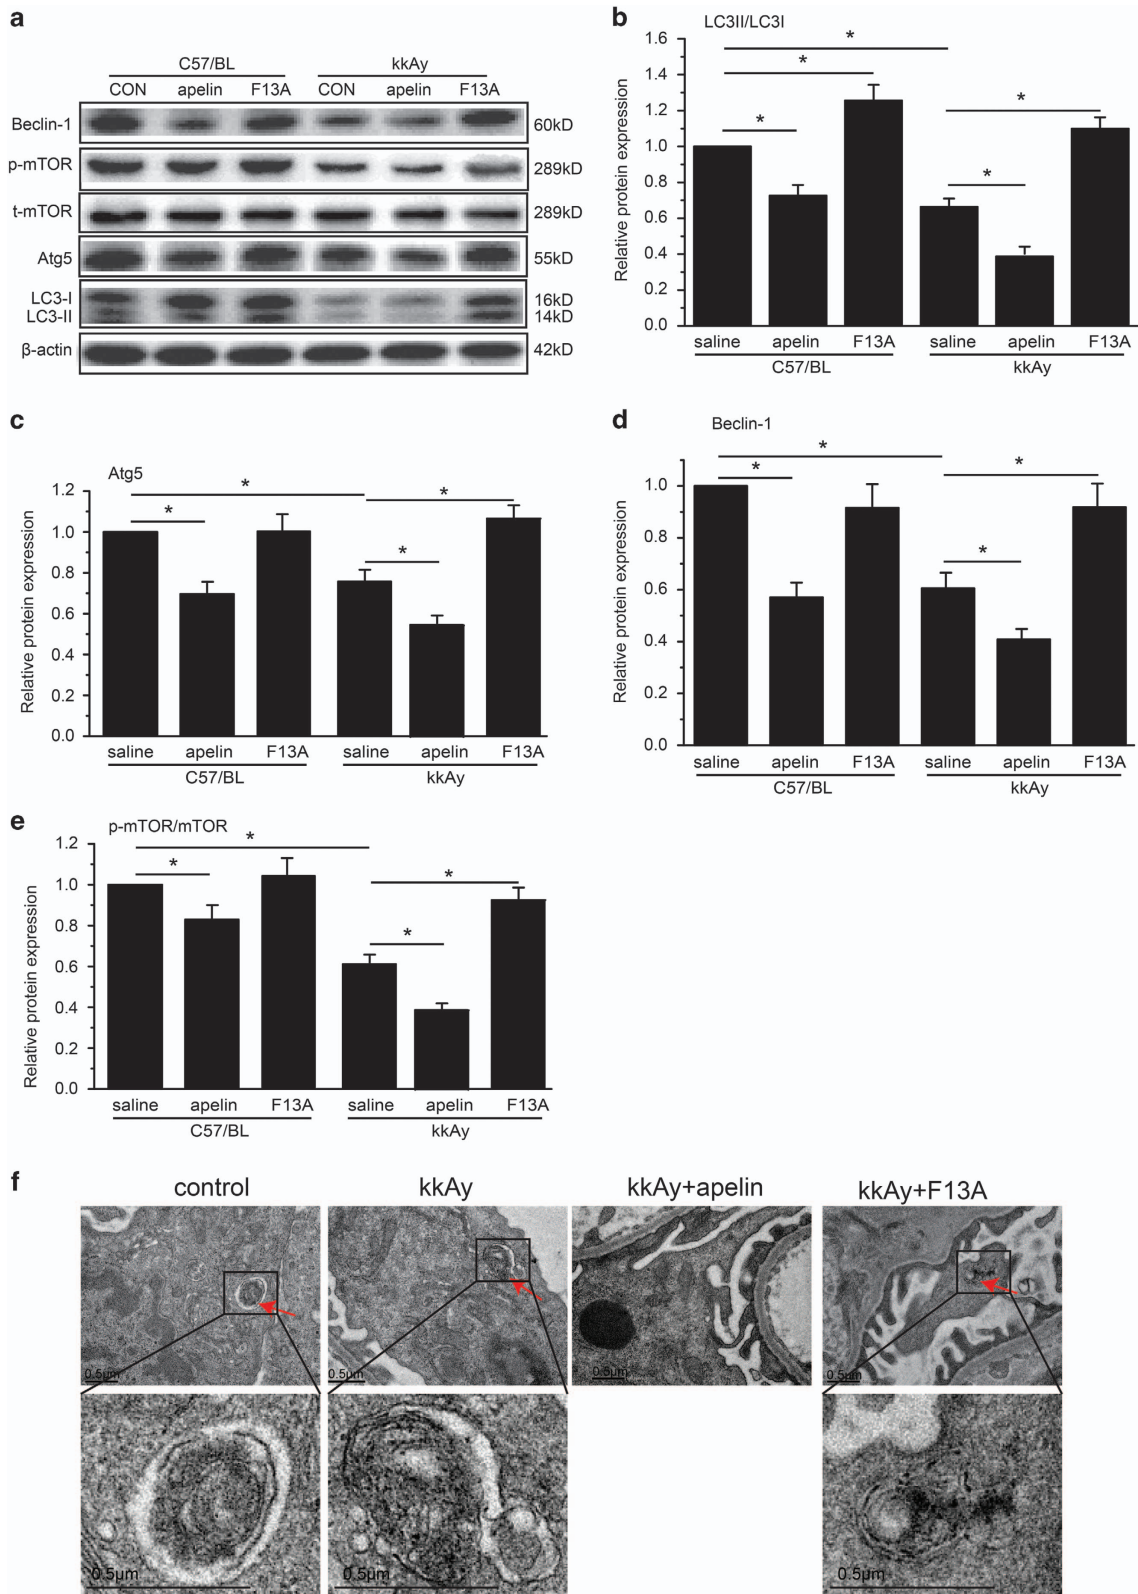 a
C57/BL kkAy
CON apelin F13A CON apelin F13A
Beclin-1 60kD
p-mTOR 289kD
t-mTOR 289kD
Atg5 55kD
LC3-I 16kD
LC3-II 14kD
β-actin 42kD
b
LC3II/LC3I
Relative protein expression
1.6
1.4
1.2
1.0
0.8
0.6
0.4
0.2
0.0
* * * * *
saline apelin F13A saline apelin F13A
C57/BL kkAy
c
Atg5
Relative protein expression
1.2
1.0
0.8
0.6
0.4
0.2
0.0
* * * *
saline apelin F13A saline apelin F13A
C57/BL kkAy
d
Beclin-1
Relative protein expression
1.0
0.8
0.6
0.4
0.2
0.0
* * * *
saline apelin F13A saline apelin F13A
C57/BL kkAy
e
p-mTOR/mTOR
Relative protein expression
1.2
1.0
0.8
0.6
0.4
0.2
0.0
* * * *
saline apelin F13A saline apelin F13A
C57/BL kkAy
f
control kkAy kkAy+apelin kkAy+F13A
0.5μm 0.5μm 0.5μm 0.5μm
0.5μm 0.5μm 0.5μm